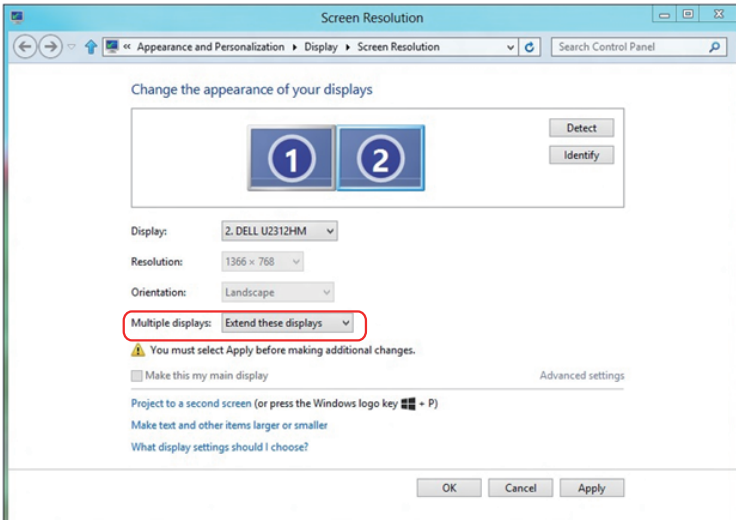 Screen Resolution
« Appearance and Personalization ▸ Display ▸ Screen Resolution
Search Control Panel
Change the appearance of your displays
1 2
Detect
Identify
Display: 2. DELL U2312HM
Resolution: 1366 × 768
Orientation: Landscape
Multiple displays: Extend these displays
You must select Apply before making additional changes.
Make this my main display Advanced settings
Project to a second screen (or press the Windows logo key + P)
Make text and other items larger or smaller
What display settings should I choose?
OK Cancel Apply